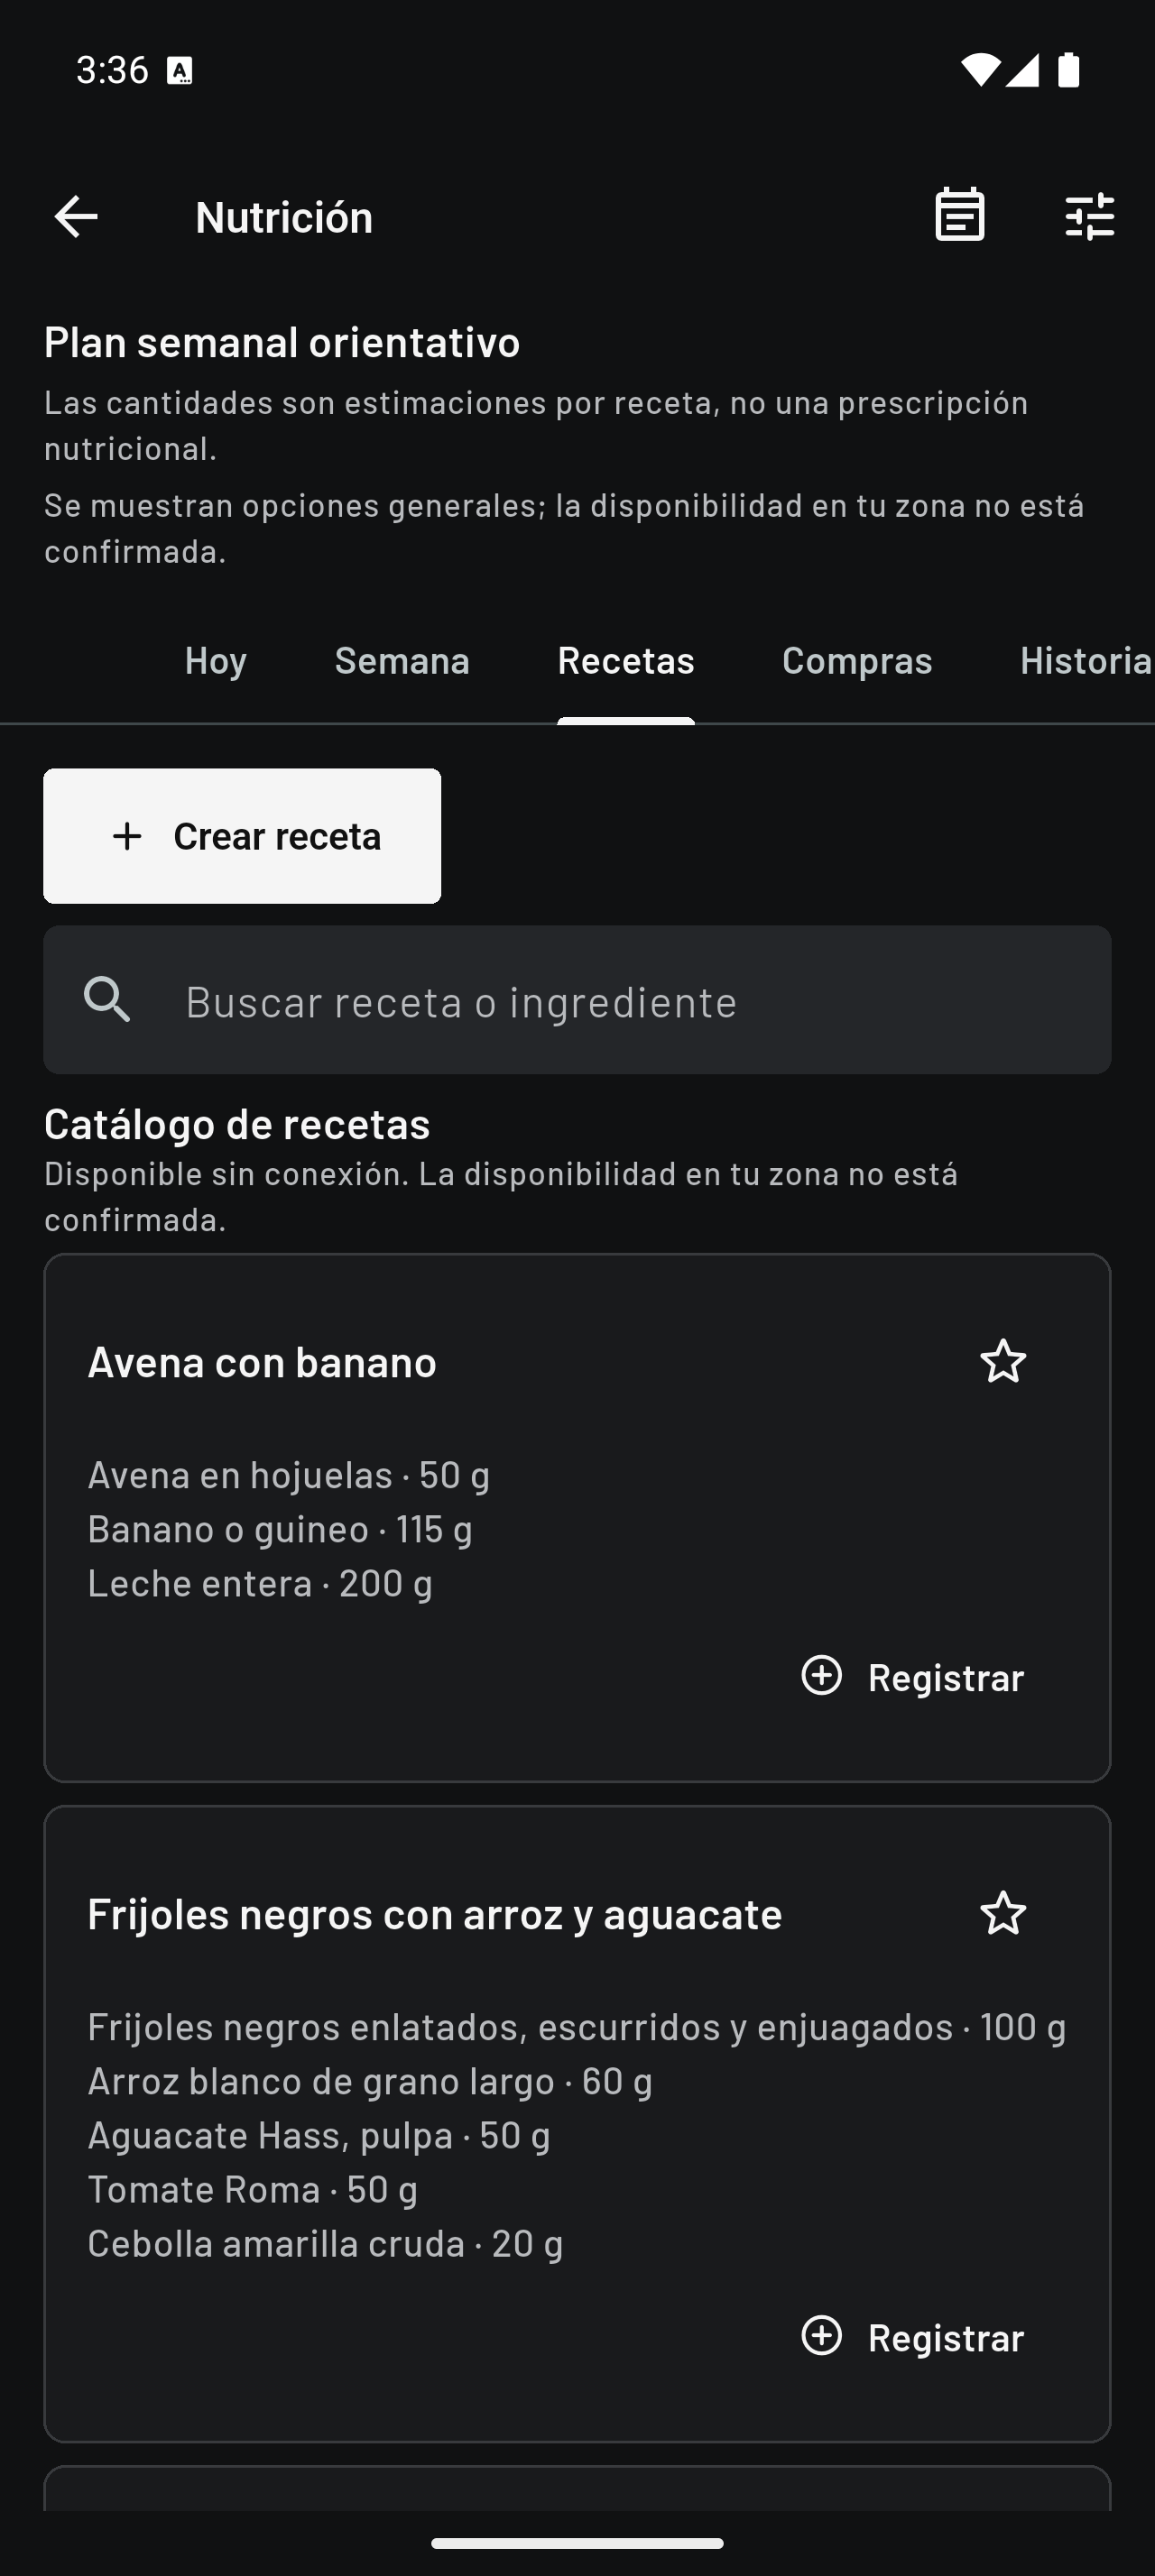 3:36
Nutrición
Plan semanal orientativo
Las cantidades son estimaciones por receta, no una prescripción
nutricional.
Se muestran opciones generales; la disponibilidad en tu zona no está
confirmada.
Hoy Semana Recetas Compras Historia
+ Crear receta
Buscar receta o ingrediente
Catálogo de recetas
Disponible sin conexión. La disponibilidad en tu zona no está
confirmada.
Avena con banano
Avena en hojuelas · 50 g
Banano o guineo · 115 g
Leche entera · 200 g
Registrar
Frijoles negros con arroz y aguacate
Frijoles negros enlatados, escurridos y enjuagados · 100 g
Arroz blanco de grano largo · 60 g
Aguacate Hass, pulpa · 50 g
Tomate Roma · 50 g
Cebolla amarilla cruda · 20 g
Registrar